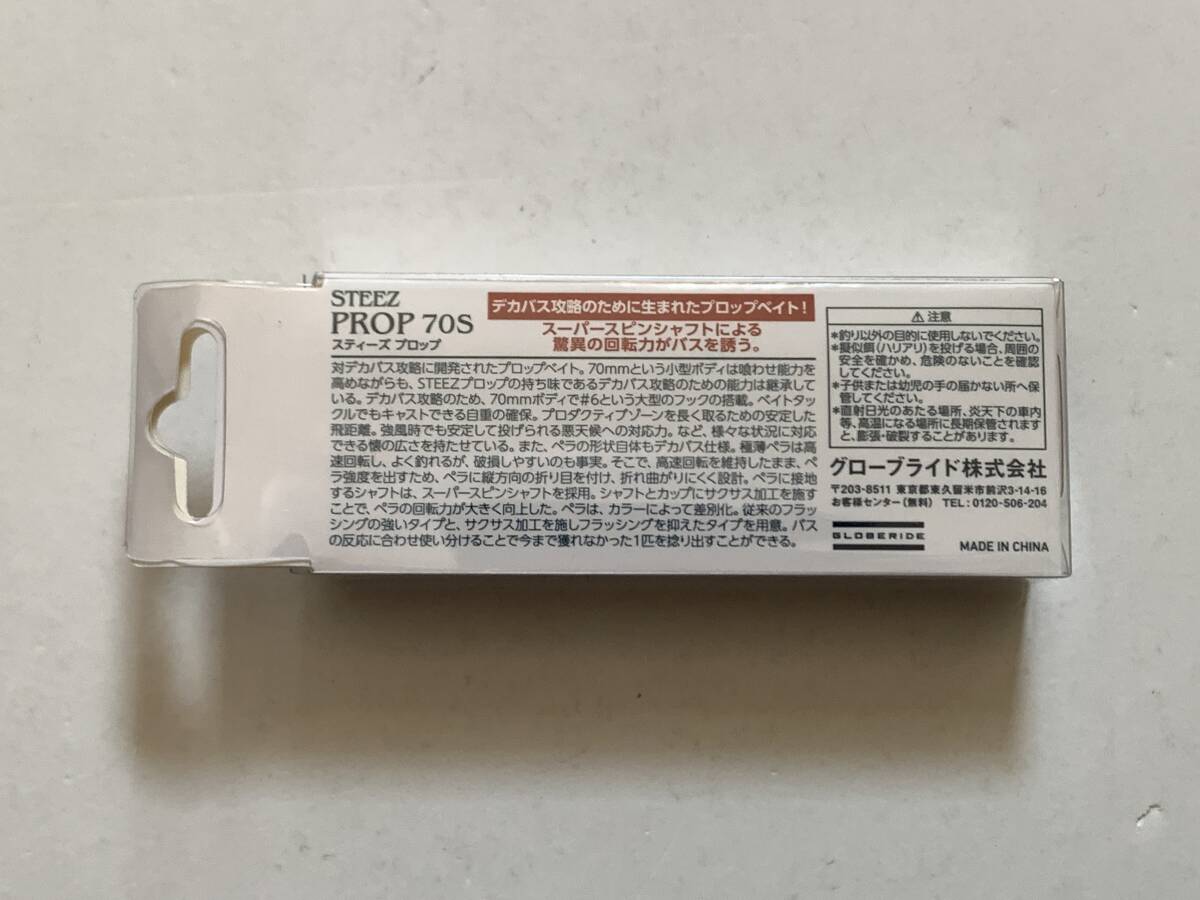 STEEZ
PROP 70S
スティーズ プロップ
デカバス攻略のために生まれたプロップベイト！
スーパースピンシャフトによる
驚異の回転力がバスを誘う。
対デカバス攻略に開発されたプロップベイト。70mmという小型ボディは喰わせ能力を
高めながらも、STEEZプロップの持ち味であるデカバス攻略のための能力は継承して
いる。デカバス攻略のため、70mmボディで#6という大型のフックの搭載。ベイトタッ
クルでもキャストできる自重の確保。プロダクティブゾーンを長く取るための安定した
飛距離。強風時でも安定して投げられる悪天候への対応力。など、様々な状況に対応
できる懐の広さを持たせている。また、ペラの形状自体もデカバス仕様。極薄ペラは高
速回転し、よく釣れるが、破損しやすいのも事実。そこで、高速回転を維持したまま、ペ
ラ強度を出すため、ペラに縦方向の折り目を付け、折れ曲がりにくく設計。ペラに接地
するシャフトは、スーパースピンシャフトを採用。シャフトとカップにサクサス加工を施す
ことで、ペラの回転力が大きく向上した。ペラは、カラーによって差別化。従来のフラッ
シングの強いタイプと、サクサス加工を施しフラッシングを抑えたタイプを用意。バス
の反応に合わせ使い分けることで今まで獲れなかった1匹を捻り出すことができる。
⚠注意
*釣り以外の目的に使用しないでください。
*擬似餌(ハリアリ)を投げる場合、周囲の
安全を確かめ、危険のないことを確認
してください。
*子供または幼児の手の届かない所へ保
管してください。
*直射日光のあたる場所、炎天下の車内
等、高温になる場所に長期保管されます
と、膨張・破裂することがあります。
グローブライド株式会社
〒203-8511 東京都東久留米市前沢3-14-16
お客様センター(無料) TEL:0120-506-204
GLOBERIDE
MADE IN CHINA